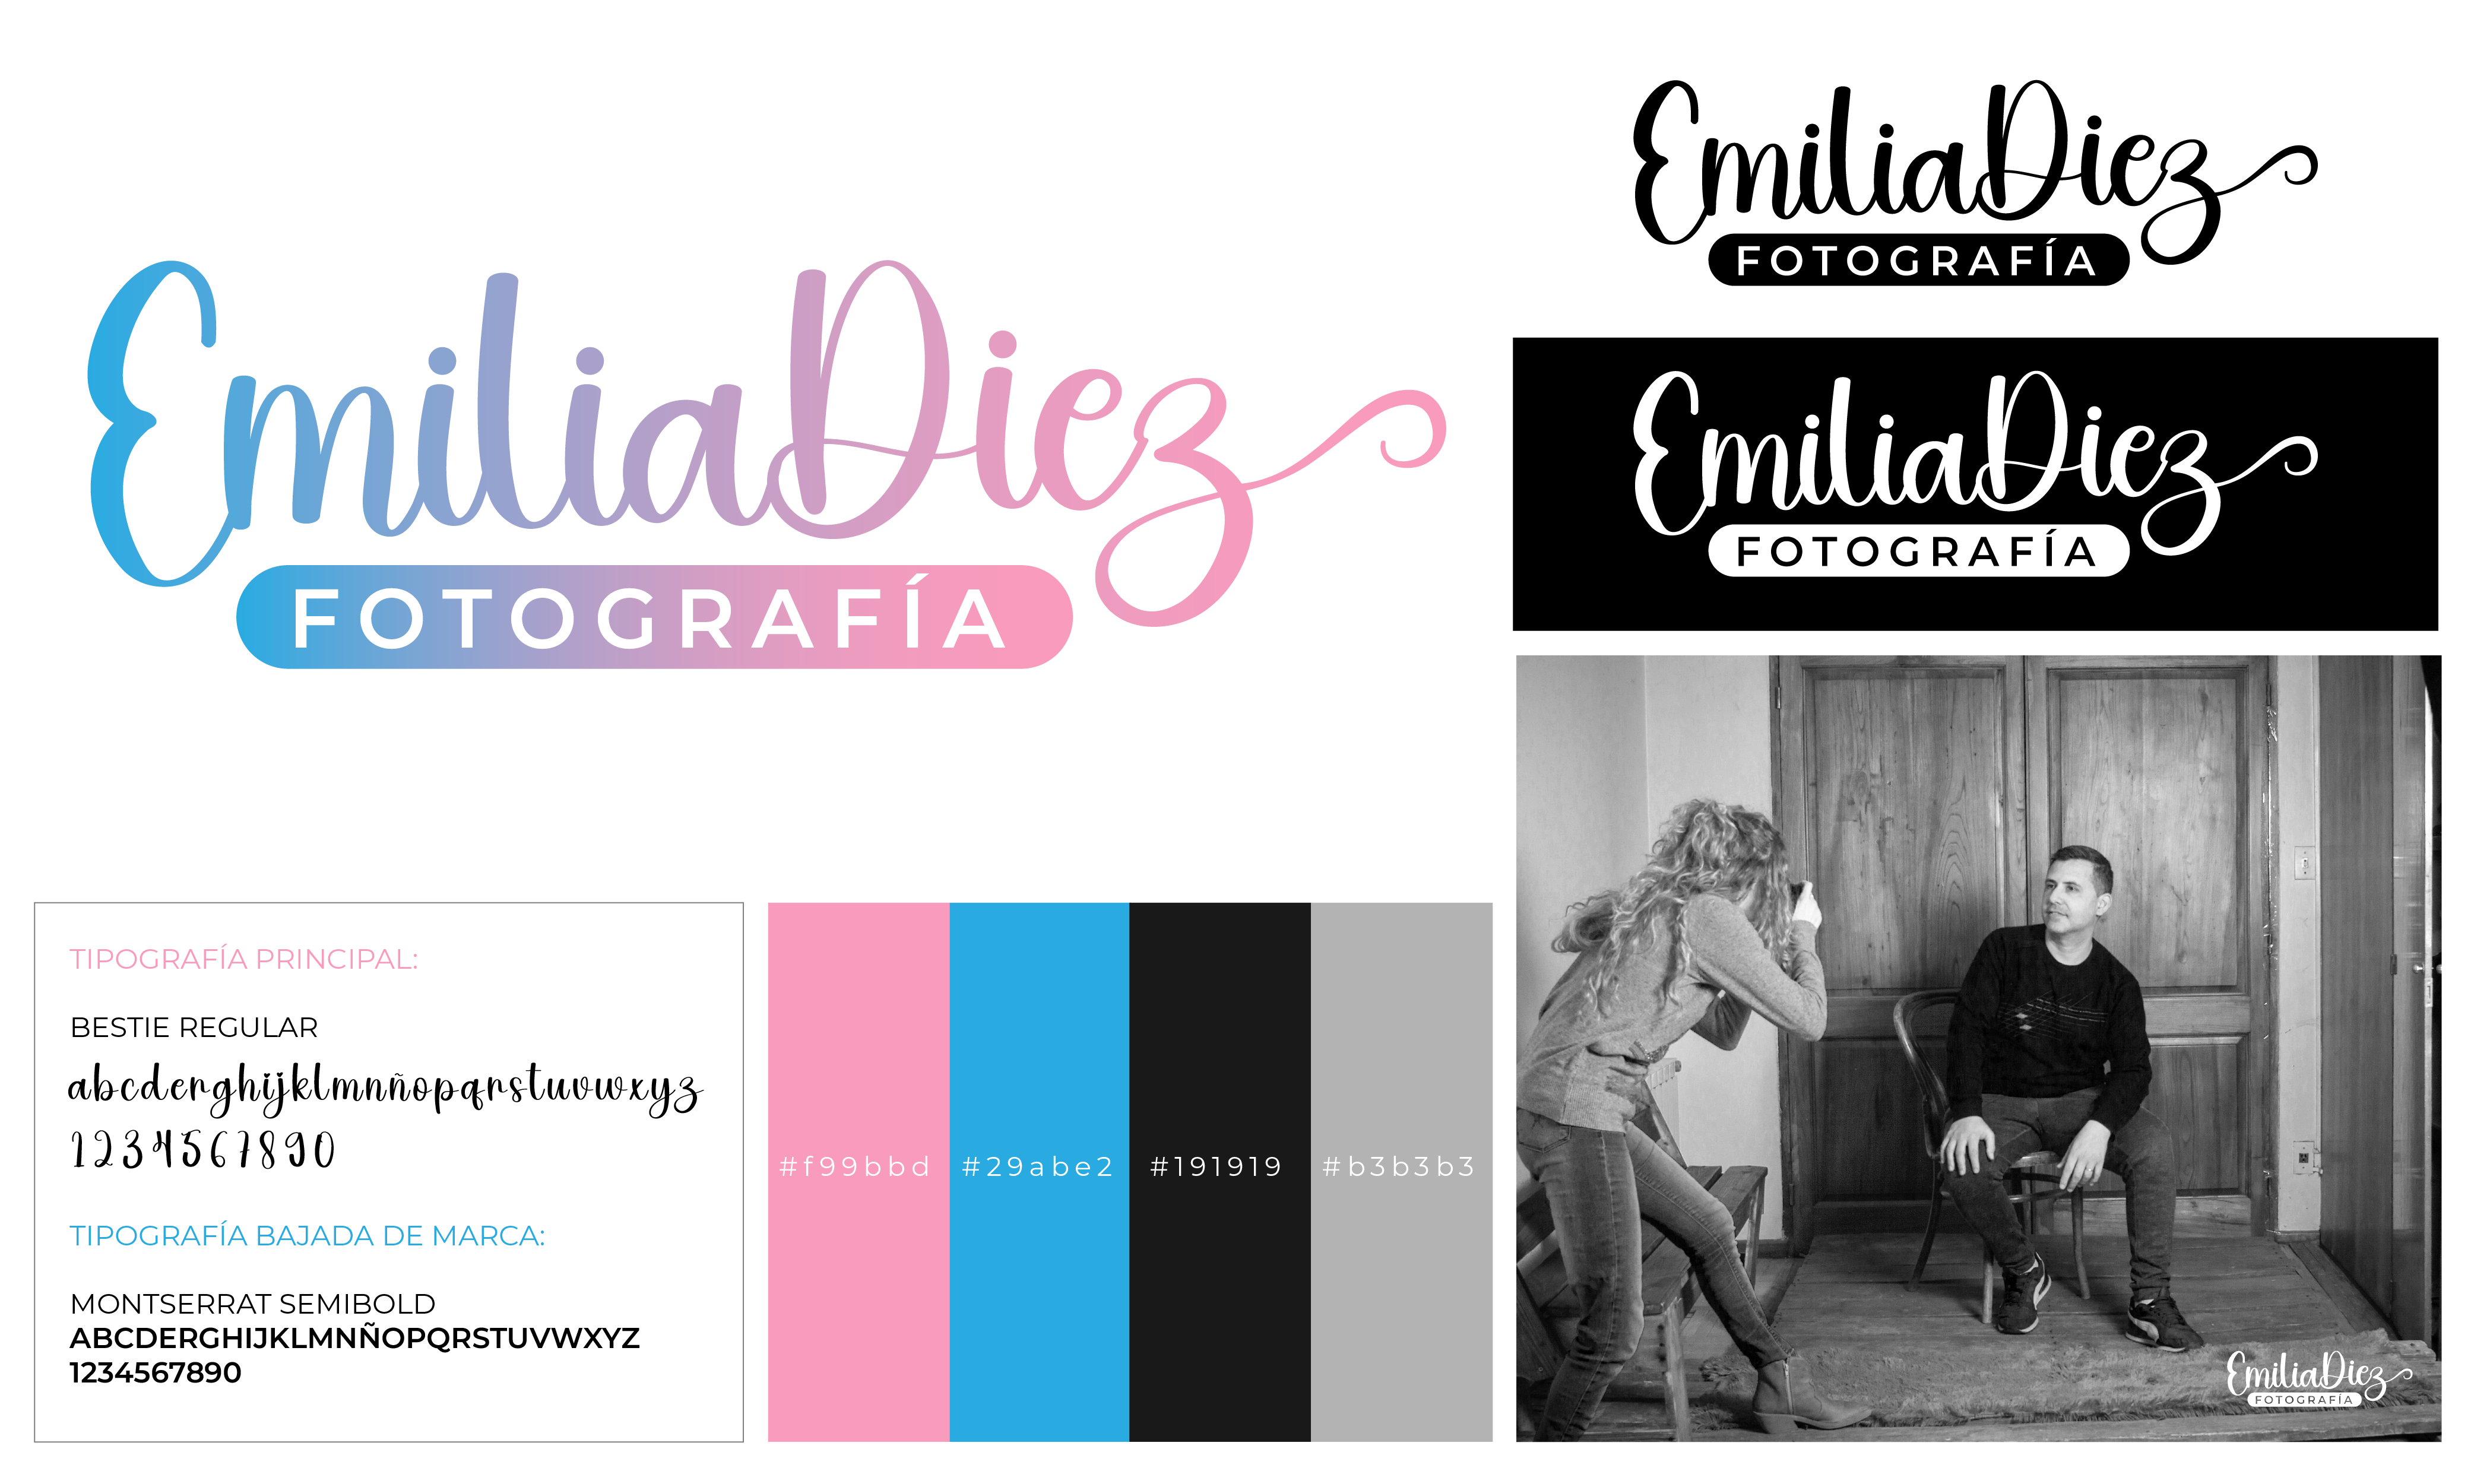 EmiliaDiez
FOTOGRAFÍA
EmiliaDiez
FOTOGRAFÍA
EmiliaDiez
FOTOGRAFÍA
TIPOGRAFÍA PRINCIPAL:
BESTIE REGULAR
abcderghijklmnñopqrstuvwxyz
1234567890
TIPOGRAFÍA BAJADA DE MARCA:
MONTSERRAT SEMIBOLD
ABCDERGHIJKLMNÑOPQRSTUVWXYZ
1234567890
#f99bbd
#29abe2
#191919
#b3b3b3
EmiliaDiez
FOTOGRAFÍA